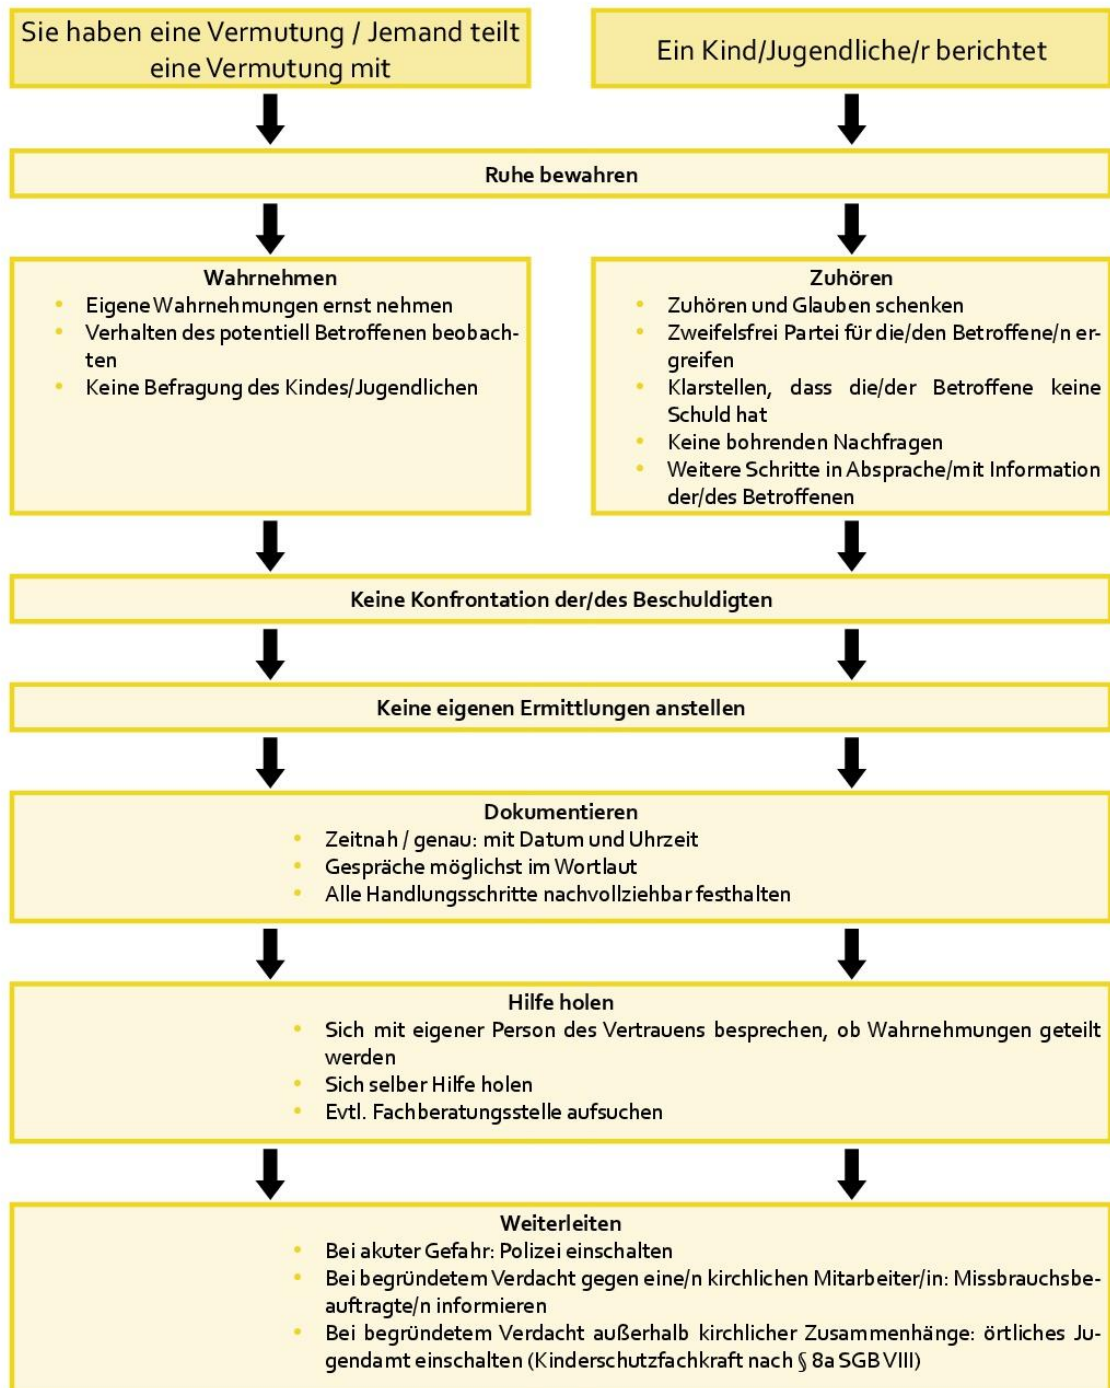 Sie haben eine Vermutung / Jemand teilt
eine Vermutung mit
Ein Kind/Jugendliche/r berichtet
Ruhe bewahren
Wahrnehmen
• Eigene Wahrnehmungen ernst nehmen
• Verhalten des potentiell Betroffenen beobach-
ten
• Keine Befragung des Kindes/Jugendlichen
Zuhören
• Zuhören und Glauben schenken
• Zweifelsfrei Partei für die/den Betroffene/n er-
greifen
• Klarstellen, dass die/der Betroffene keine
Schuld hat
• Keine bohrenden Nachfragen
• Weitere Schritte in Absprache/mit Information
der/des Betroffenen
Keine Konfrontation der/des Beschuldigten
Keine eigenen Ermittlungen anstellen
Dokumentieren
• Zeitnah / genau: mit Datum und Uhrzeit
• Gespräche möglichst im Wortlaut
• Alle Handlungsschritte nachvollziehbar festhalten
Hilfe holen
• Sich mit eigener Person des Vertrauens besprechen, ob Wahrnehmungen geteilt
werden
• Sich selber Hilfe holen
• Evtl. Fachberatungsstelle aufsuchen
Weiterleiten
• Bei akuter Gefahr: Polizei einschalten
• Bei begründetem Verdacht gegen eine/n kirchlichen Mitarbeiter/in: Missbrauchsbe-
auftragte/n informieren
• Bei begründetem Verdacht außerhalb kirchlicher Zusammenhänge: örtliches Ju-
gendamt einschalten (Kinderschutzfachkraft nach § 8a SGB VIII)